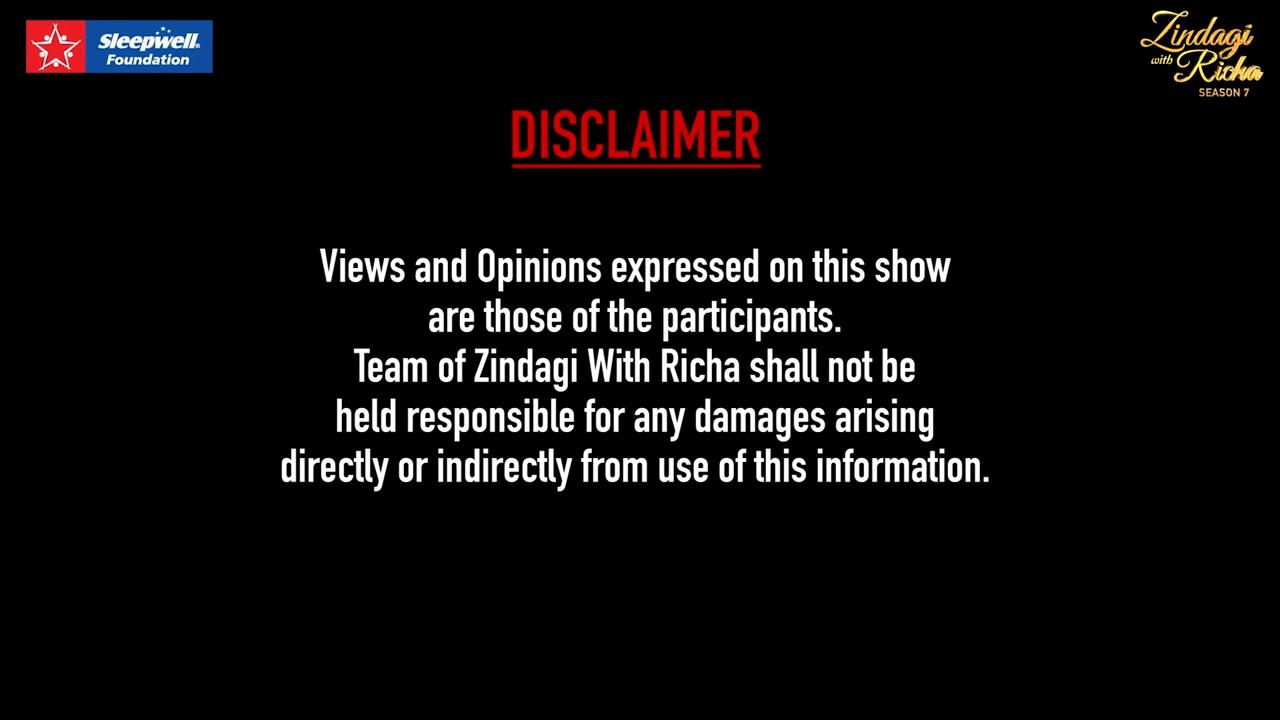 Sleepwell®
Foundation
Zindagi
with Richa
SEASON 7
DISCLAIMER
Views and Opinions expressed on this show
are those of the participants.
Team of Zindagi With Richa shall not be
held responsible for any damages arising
directly or indirectly from use of this information.